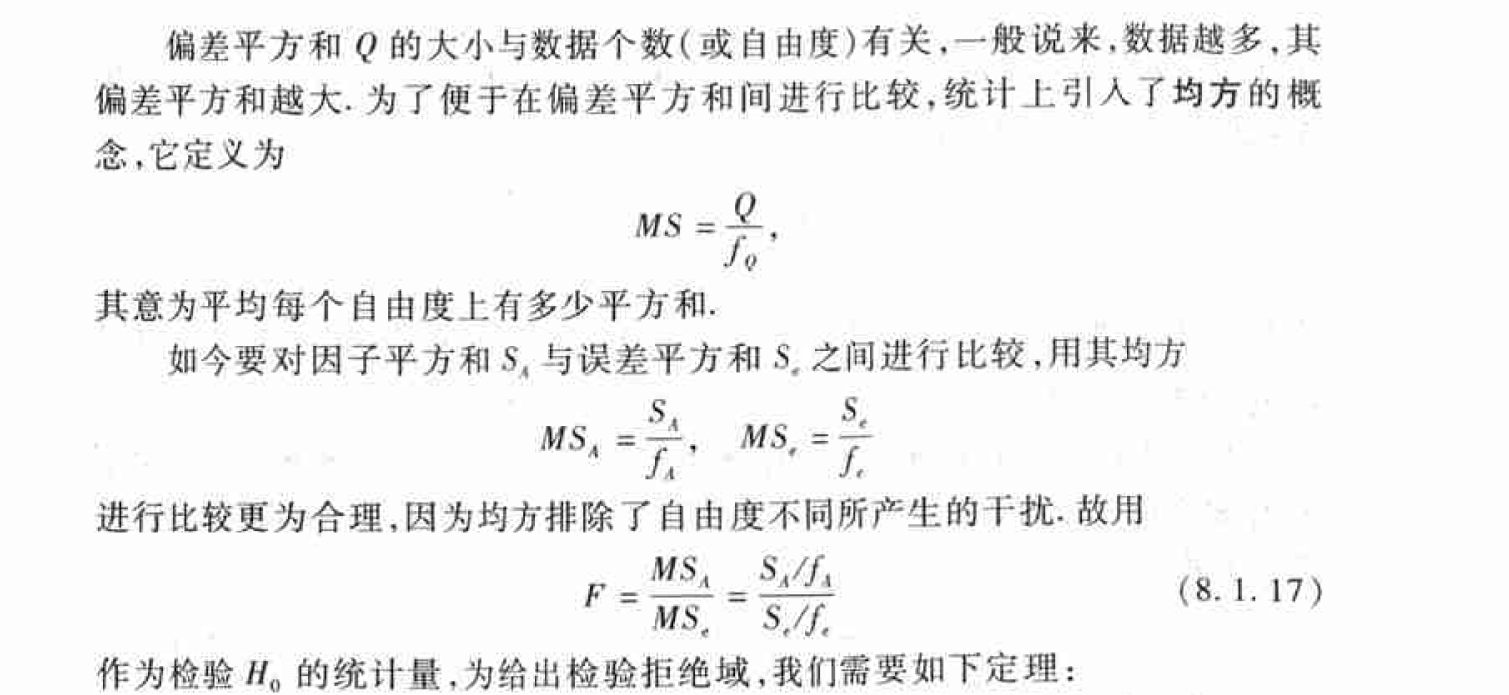 偏差平方和 Q 的大小与数据个数(或自由度)有关,一般说来,数据越多,其
偏差平方和越大. 为了便于在偏差平方和间进行比较,统计上引入了均方的概
念,它定义为
MS = Q/f_Q,
其意为平均每个自由度上有多少平方和.
如今要对因子平方和 S_A 与误差平方和 S_e 之间进行比较,用其均方
MS_A = S_A/f_A, MS_e = S_e/f_e
进行比较更为合理,因为均方排除了自由度不同所产生的干扰. 故用
F = MS_A/MS_e = (S_A/f_A)/(S_e/f_e) (8.1.17)
作为检验 H_0 的统计量,为给出检验拒绝域,我们需要如下定理: